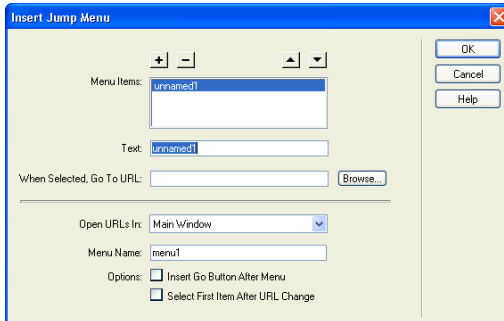 Insert Jump Menu
OK
Cancel
Help
Menu Items:
unnamed1
Text:
unnamed1
When Selected, Go To URL:
Browse...
Open URLs In:
Main Window
Menu Name:
menu1
Options:
Insert Go Button After Menu
Select First Item After URL Change